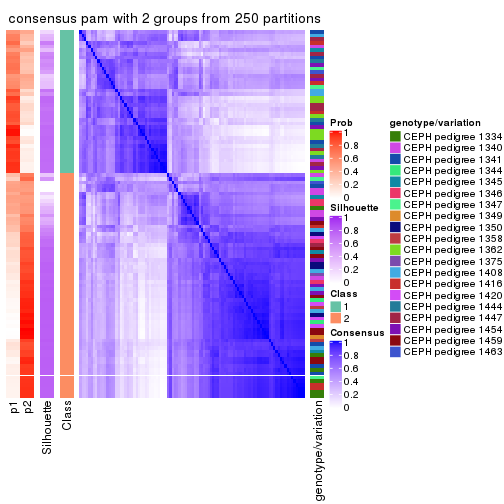 consensus pam with 2 groups from 250 partitions
Prob
1
0.8
0.6
0.4
0.2
0
Silhouette
1
0.8
0.6
0.4
0.2
0
Class
1
2
Consensus
1
0.8
0.6
0.4
0.2
0
genotype/variation
CEPH pedigree 1334
CEPH pedigree 1340
CEPH pedigree 1341
CEPH pedigree 1344
CEPH pedigree 1345
CEPH pedigree 1346
CEPH pedigree 1347
CEPH pedigree 1349
CEPH pedigree 1350
CEPH pedigree 1358
CEPH pedigree 1362
CEPH pedigree 1375
CEPH pedigree 1408
CEPH pedigree 1416
CEPH pedigree 1420
CEPH pedigree 1444
CEPH pedigree 1447
CEPH pedigree 1454
CEPH pedigree 1459
CEPH pedigree 1463
p1
p2
Silhouette
Class
genotype/variation